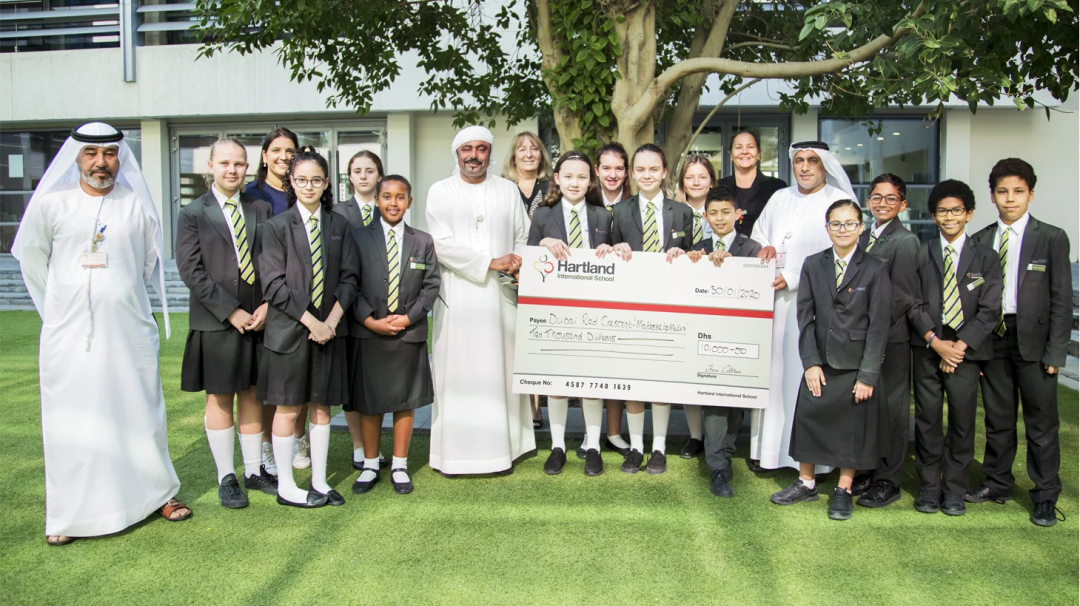 Hartland
International School
Date: 30/01/2020
Payee Dubai Red Crescent
Dhs
Ten Thousand Dirhams
10,000-00
Signature
Cheque No: 4587 7748 1639
Hartland International School